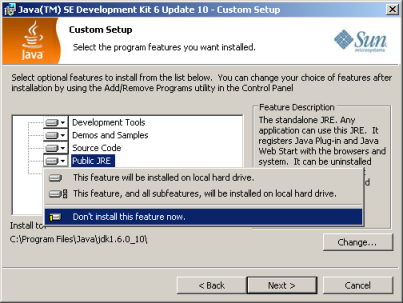 Java(TM) SE Development Kit 6 Update 10 - Custom Setup
Custom Setup
Select the program features you want installed.
Java
Sun
microsystems
Select optional features to install from the list below. You can change your choice of features after
installation by using the Add/Remove Programs utility in the Control Panel
Development Tools
Demos and Samples
Source Code
Public JRE
Feature Description
The standalone JRE. Any
application can use this JRE. It
registers Java Plug-in and Java
Web Start with the browsers and
system. It can be uninstalled
This feature will be installed on local hard drive.
This feature, and all subfeatures, will be installed on local hard drive.
Don't install this feature now.
Install to:
C:\Program Files\Java\jdk1.6.0_10\
Change...
< Back
Next >
Cancel